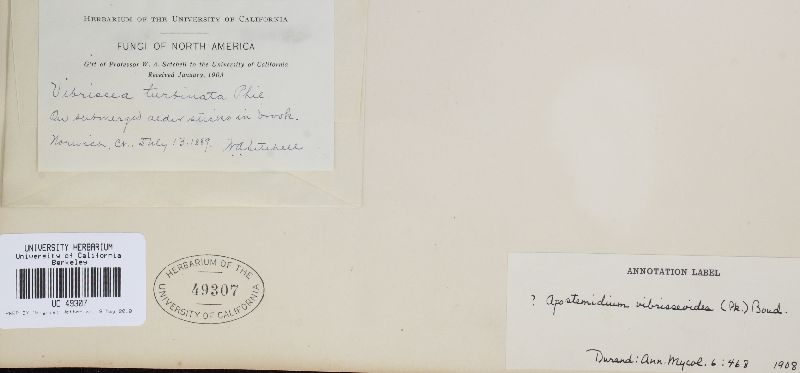 HERBARIUM OF THE UNIVERSITY OF CALIFORNIA
FUNGI OF NORTH AMERICA
Gift of Professor W. A. Setchell to the University of California
Received January, 1903
Vibrissea turbinata Phil.
On submerged alder sticks in brook.
Norwich, Ct., July 13, 1889. W A Setchell
UNIVERSITY HERBARIUM
University of California
Berkeley
UC 49307
HERBARIUM OF THE
49307
UNIVERSITY OF CALIFORNIA
ANNOTATION LABEL
? Apostemidium vibrisseoides (Pk.) Boud.
Durand: Ann. Mycol. 6: 468 1908